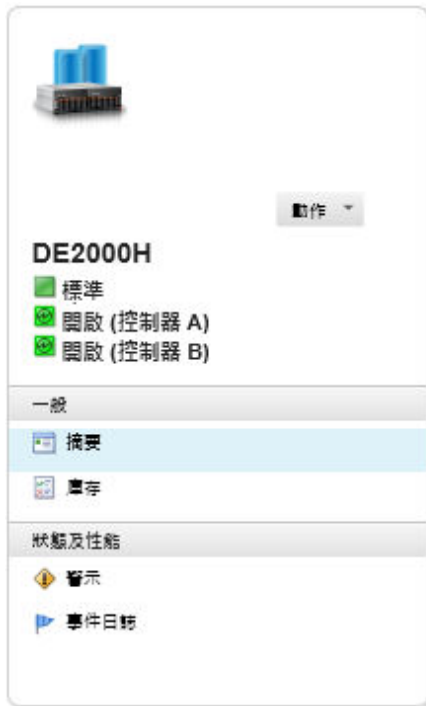 動作
DE2000H
標準
開啟 (控制器 A)
開啟 (控制器 B)
一般
摘要
庫存
狀態及性能
警示
事件日誌